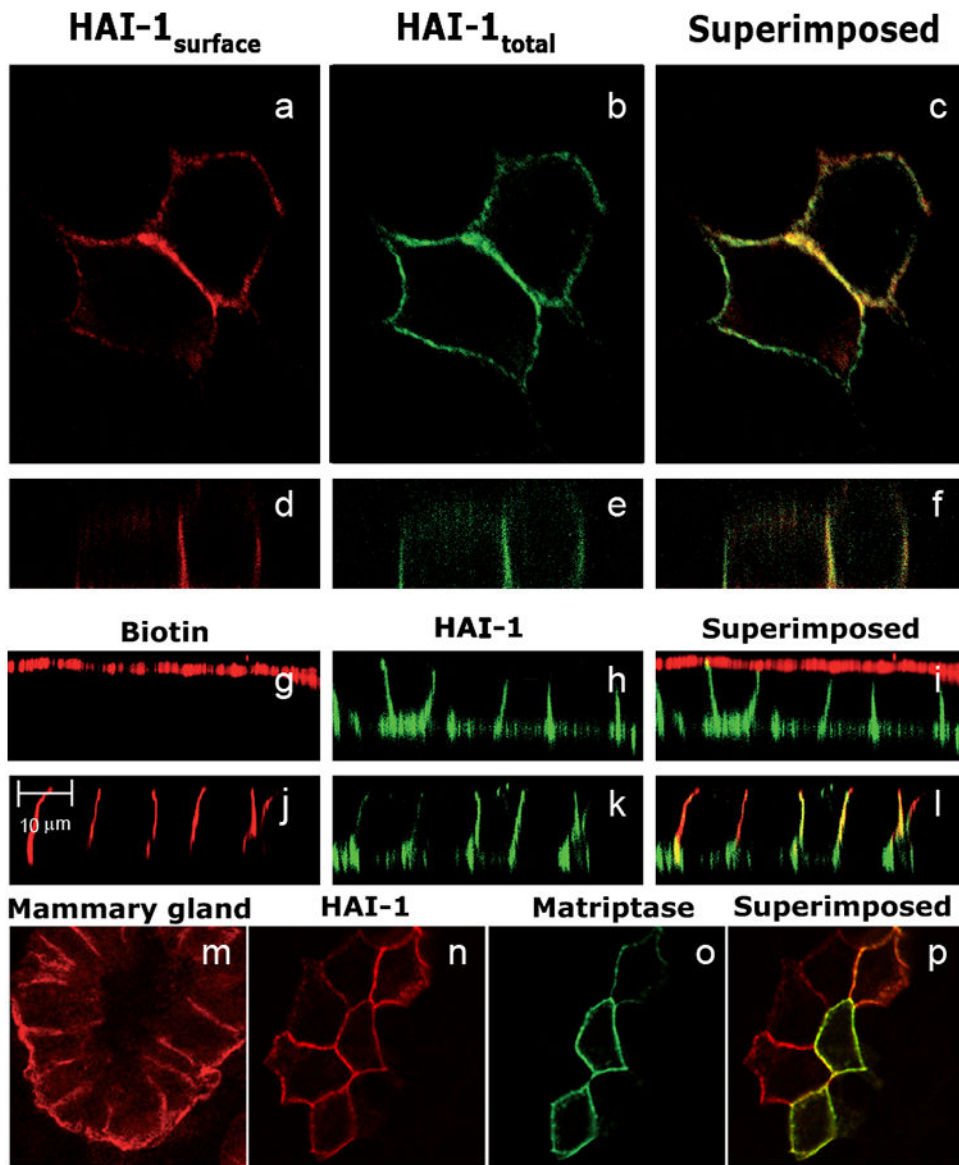 HAI-1surface HAI-1total Superimposed
a b c
d e f
Biotin HAI-1 Superimposed
g h i
j k l
10 μm
Mammary gland HAI-1 Matriptase Superimposed
m n o p